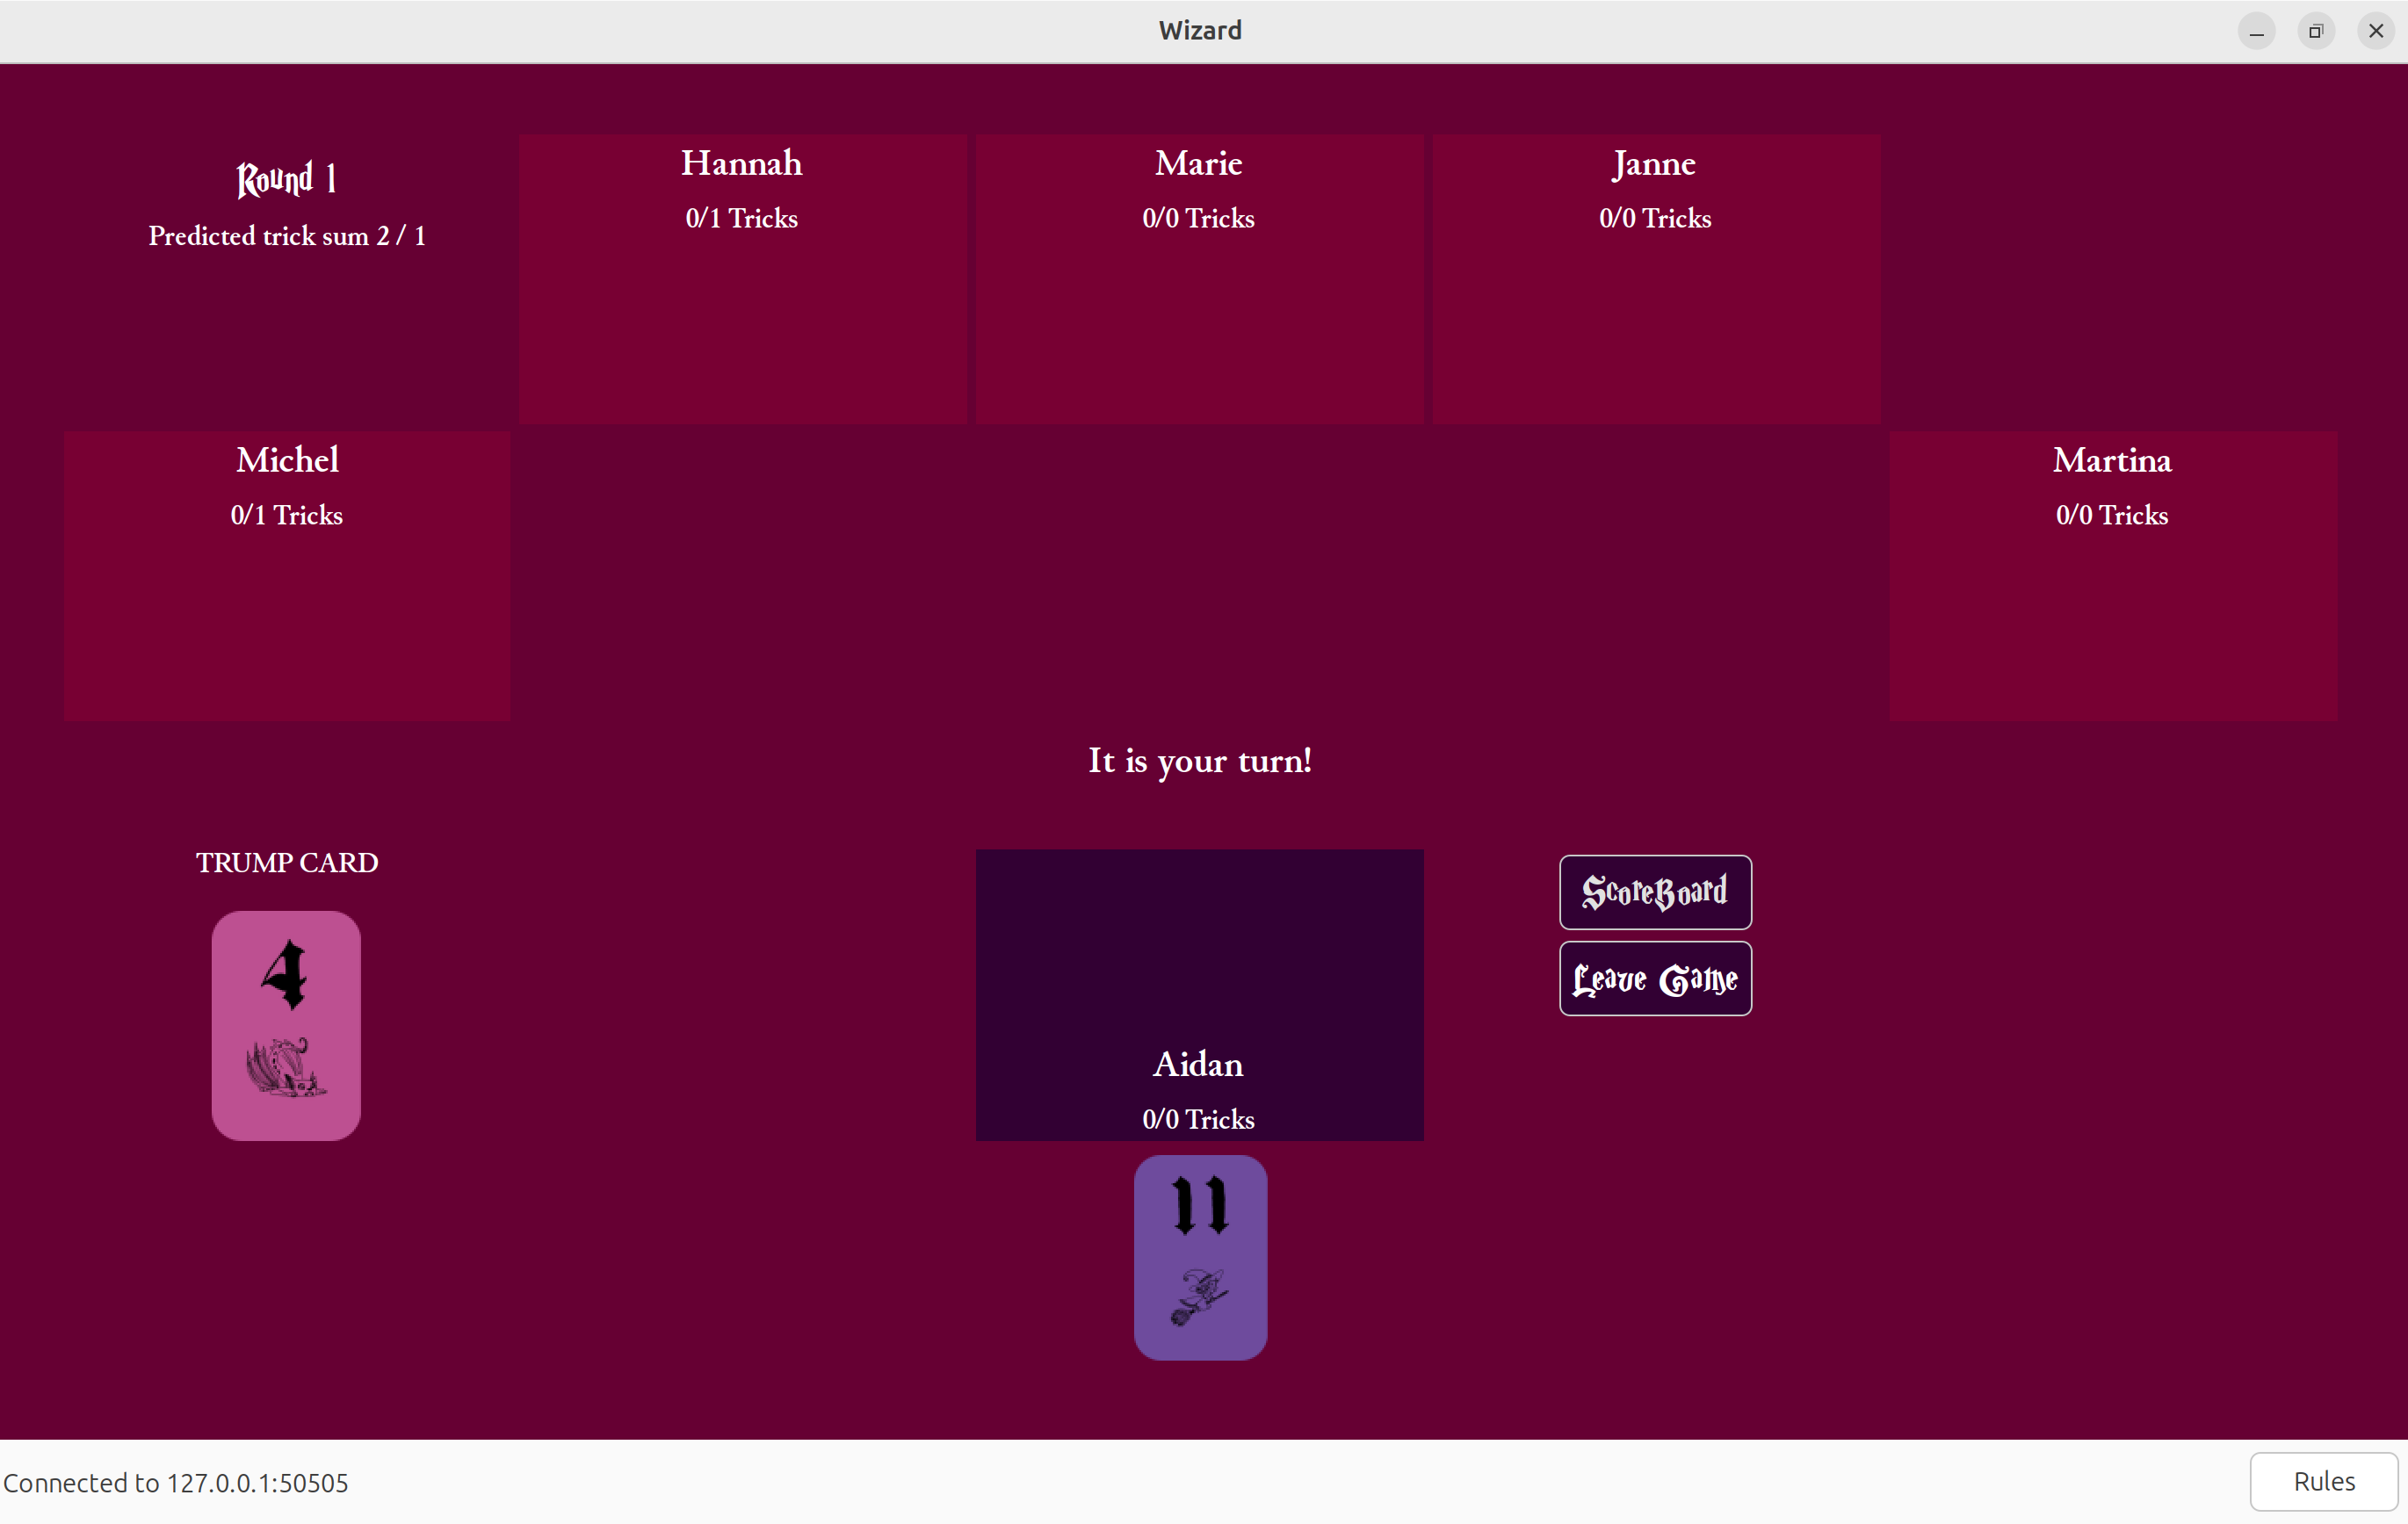 Wizard
Round 1
Predicted trick sum 2 / 1
Hannah
0/1 Tricks
Marie
0/0 Tricks
Janne
0/0 Tricks
Michel
0/1 Tricks
Martina
0/0 Tricks
It is your turn!
TRUMP CARD
4
Aidan
0/0 Tricks
11
ScoreBoard
Leave Game
Connected to 127.0.0.1:50505
Rules